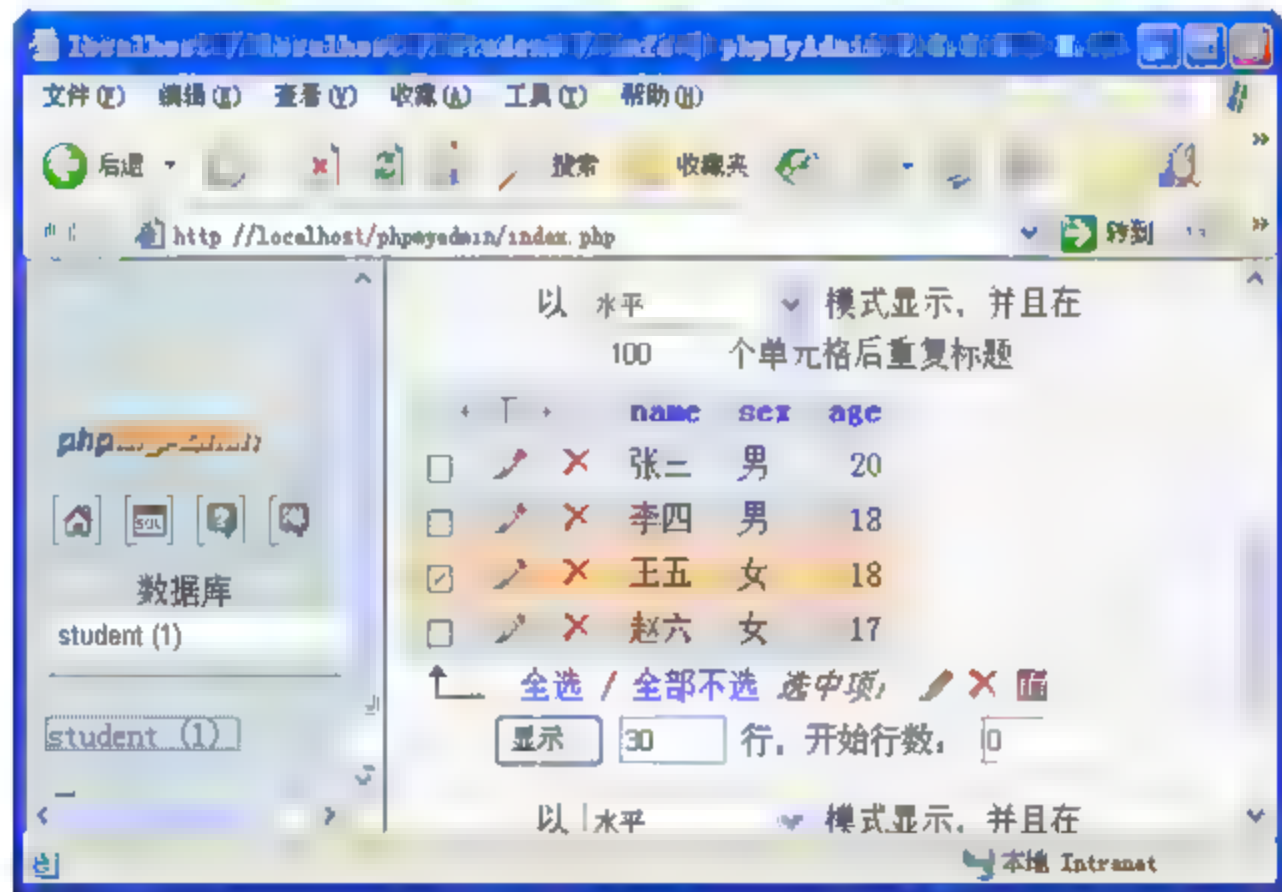 文件(F) 编辑(E) 查看(V) 收藏(A) 工具(T) 帮助(H)
后退 搜索 收藏夹
http //localhost/phpmyadmin/index.php 转到
以 水平 模式显示,并且在
100 个单元格后重复标题
name sex age
张三 男 20
李四 男 18
王五 女 18
赵六 女 17
全选 / 全部不选 选中项:
显示 30 行,开始行数: 0
以 水平 模式显示,并且在
php
SQL
数据库
student (1)
student (1)
本地 Intranet